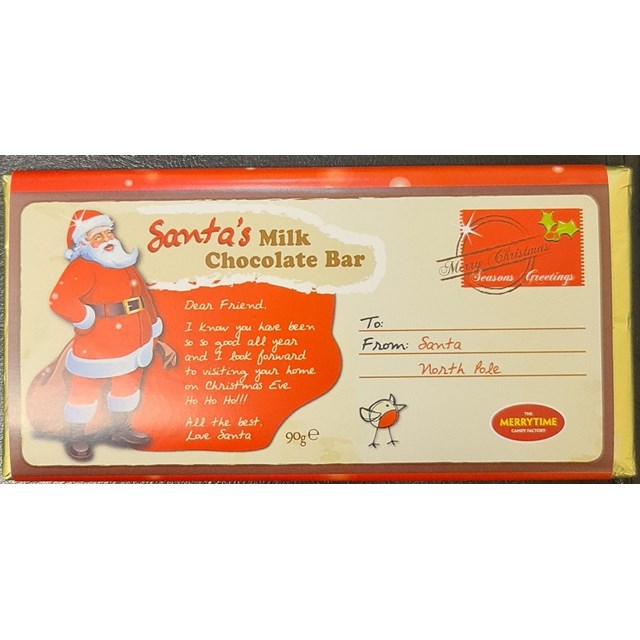 Santa's Milk
Chocolate Bar
Dear Friend,
I know you have been
so so good all year
and I look forward
to visiting your home
on Christmas Eve
Ho Ho Ho!!!
All the best,
Love Santa
90g e
Merry Christmas
Seasons Greetings
To:
From: Santa
North Pole
THE
MERRYTIME
CANDY FACTORY